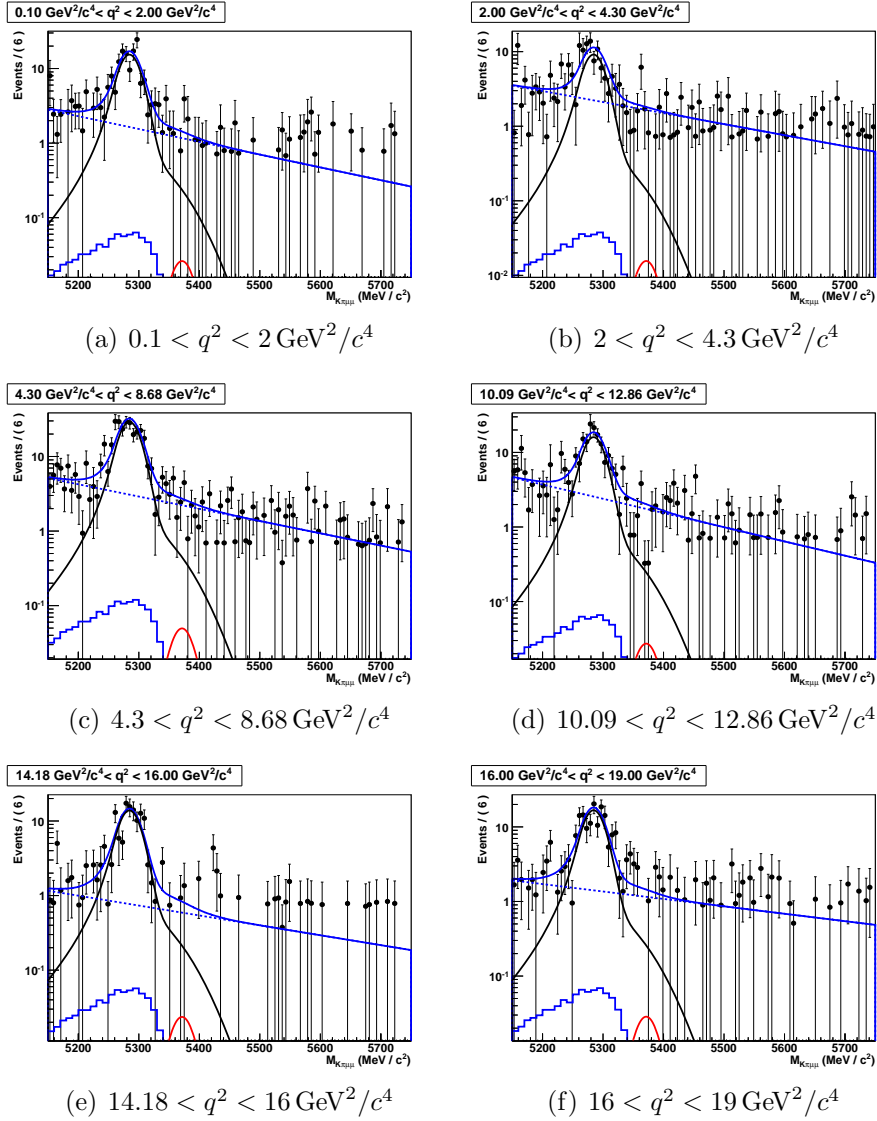 0.10 GeV²/c⁴< q² < 2.00 GeV²/c⁴
Events / ( 6 )
10
1
10⁻¹
5200 5300 5400 5500 5600 5700
M_Kπμμ (MeV / c²)
(a) 0.1 < q² < 2 GeV²/c⁴
2.00 GeV²/c⁴< q² < 4.30 GeV²/c⁴
Events / ( 6 )
10
1
10⁻¹
10⁻²
5200 5300 5400 5500 5600 5700
M_Kπμμ (MeV / c²)
(b) 2 < q² < 4.3 GeV²/c⁴
4.30 GeV²/c⁴< q² < 8.68 GeV²/c⁴
Events / ( 6 )
10
1
10⁻¹
5200 5300 5400 5500 5600 5700
M_Kπμμ (MeV / c²)
(c) 4.3 < q² < 8.68 GeV²/c⁴
10.09 GeV²/c⁴< q² < 12.86 GeV²/c⁴
Events / ( 6 )
10
1
10⁻¹
5200 5300 5400 5500 5600 5700
M_Kπμμ (MeV / c²)
(d) 10.09 < q² < 12.86 GeV²/c⁴
14.18 GeV²/c⁴< q² < 16.00 GeV²/c⁴
Events / ( 6 )
10
1
10⁻¹
5200 5300 5400 5500 5600 5700
M_Kπμμ (MeV / c²)
(e) 14.18 < q² < 16 GeV²/c⁴
16.00 GeV²/c⁴< q² < 19.00 GeV²/c⁴
Events / ( 6 )
10
1
10⁻¹
5200 5300 5400 5500 5600 5700
M_Kπμμ (MeV / c²)
(f) 16 < q² < 19 GeV²/c⁴